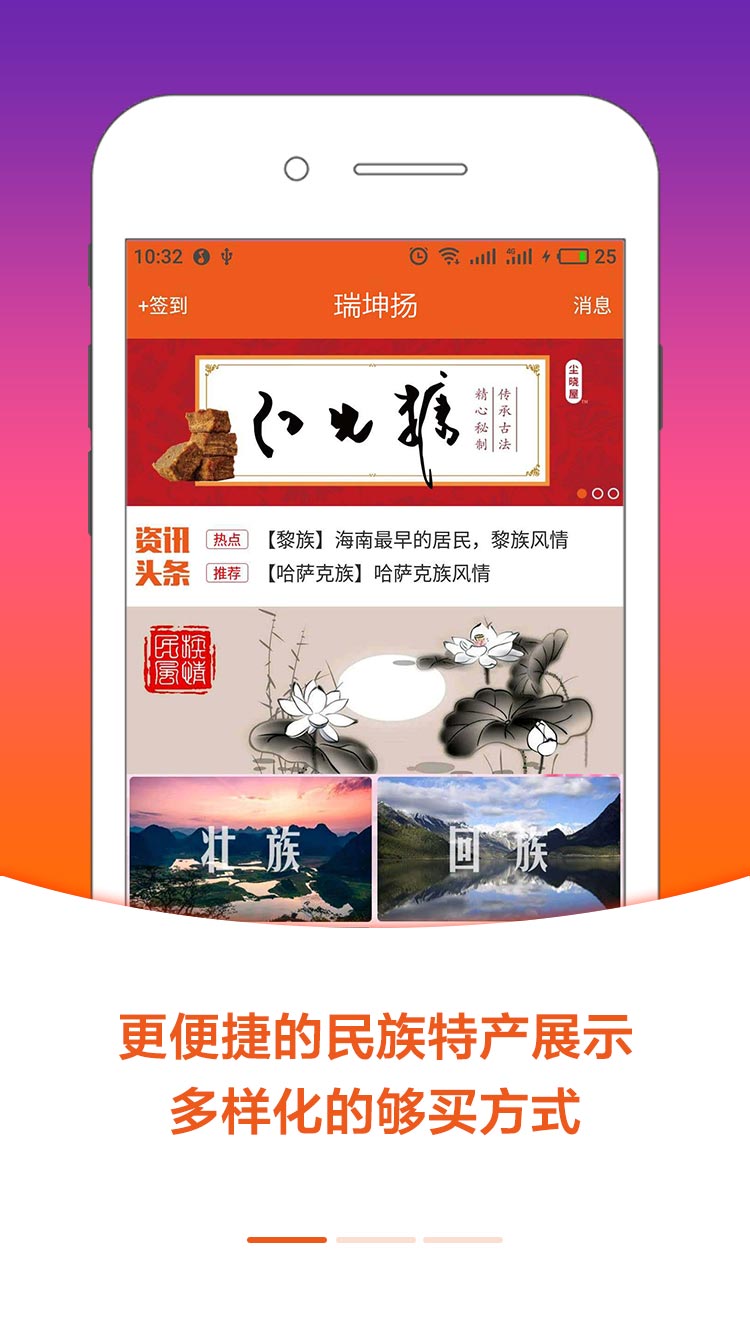 10:32
4G
25
+签到
瑞坤扬
消息
尘晓屋
TM
传承古法
精心秘制
资讯
头条
热点
【黎族】海南最早的居民，黎族风情
推荐
【哈萨克族】哈萨克族风情
民族風情
壮族
回族
更便捷的民族特产展示
多样化的够买方式